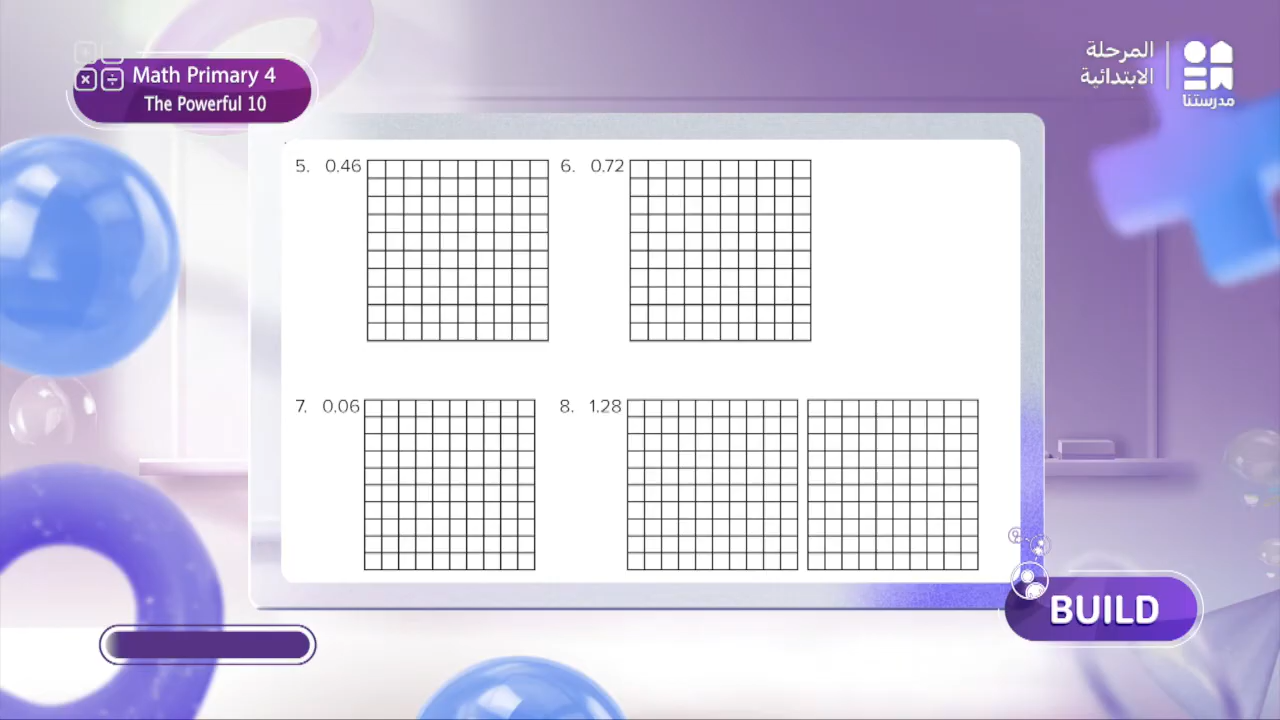 Math Primary 4
The Powerful 10
المرحلة
الابتدائية
مدرستنا
5. 0.46
6. 0.72
7. 0.06
8. 1.28
BUILD